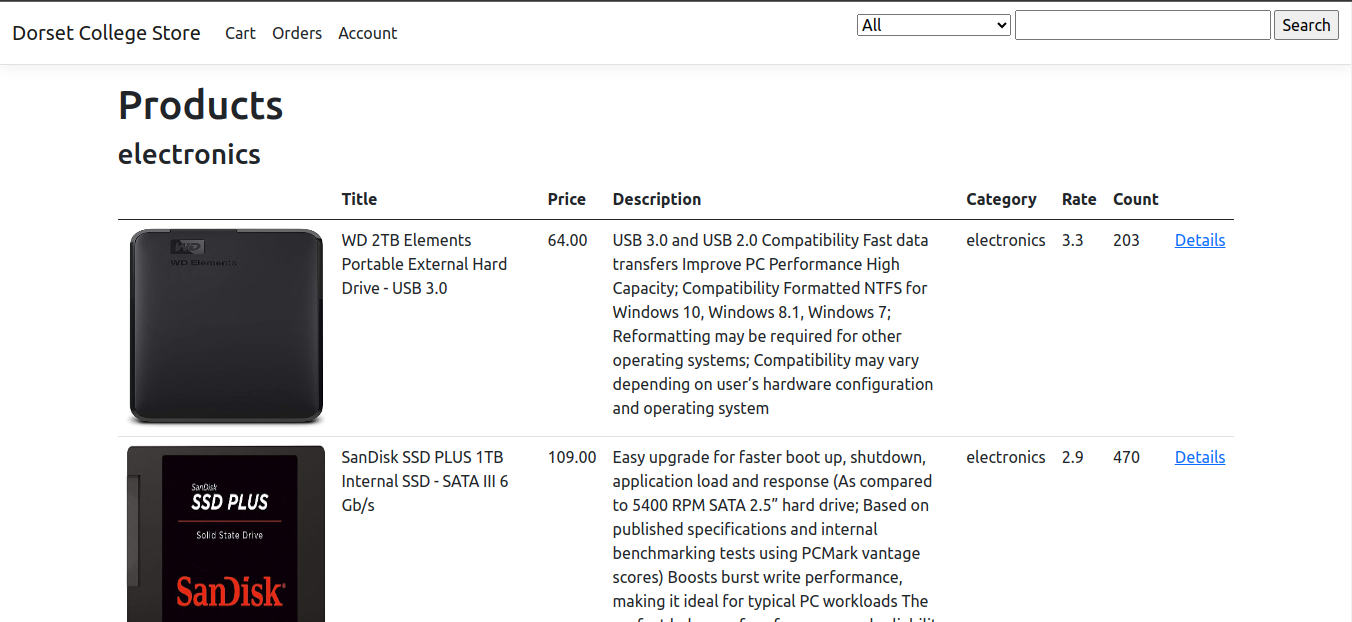 Dorset College Store Cart Orders Account All Search
Products
electronics
Title Price Description Category Rate Count
WD
WD Elements
WD 2TB Elements
Portable External Hard
Drive - USB 3.0
64.00
USB 3.0 and USB 2.0 Compatibility Fast data
transfers Improve PC Performance High
Capacity; Compatibility Formatted NTFS for
Windows 10, Windows 8.1, Windows 7;
Reformatting may be required for other
operating systems; Compatibility may vary
depending on user’s hardware configuration
and operating system
electronics 3.3 203 Details
SanDisk
SSD PLUS
Solid State Drive
SanDisk
SanDisk SSD PLUS 1TB
Internal SSD - SATA III 6
Gb/s
109.00
Easy upgrade for faster boot up, shutdown,
application load and response (As compared
to 5400 RPM SATA 2.5” hard drive; Based on
published specifications and internal
benchmarking tests using PCMark vantage
scores) Boosts burst write performance,
making it ideal for typical PC workloads The
electronics 2.9 470 Details